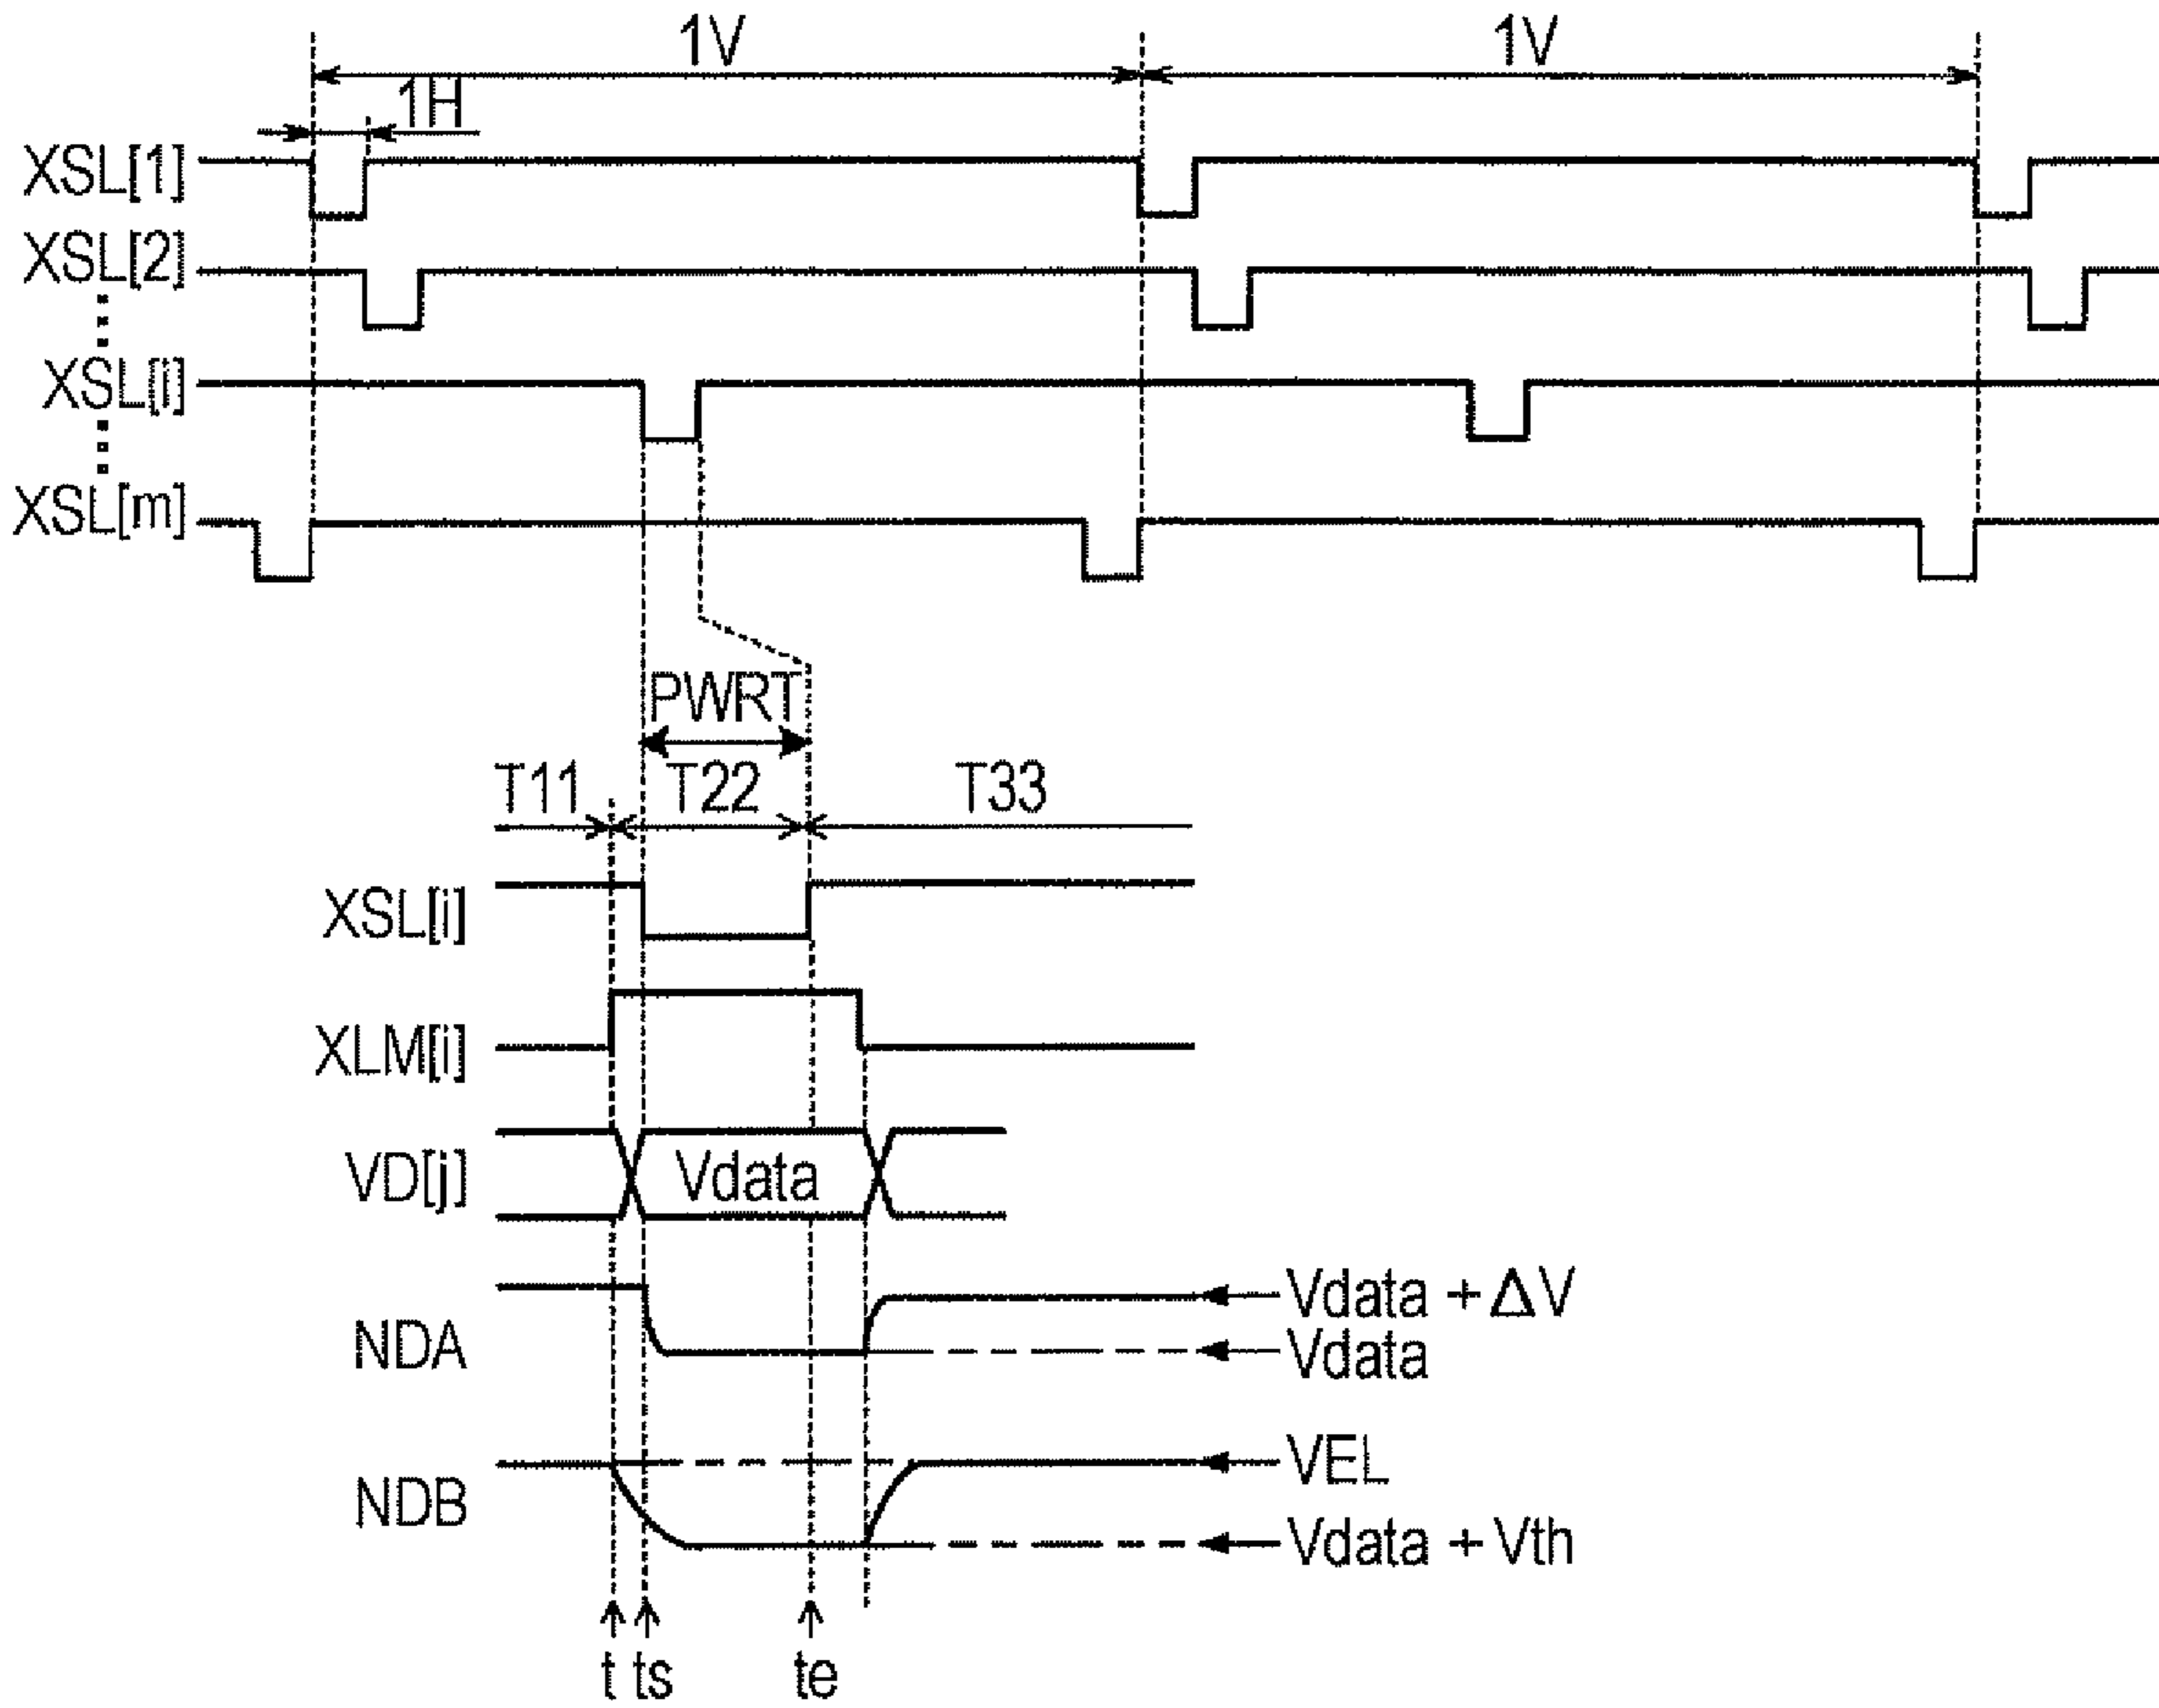 1V 1V
1H
XSL[1]
XSL[2]
XSL[i]
XSL[m]
PWRT
T11 T22 T33
XSL[i]
XLM[i]
VD[j] Vdata
Vdata + ΔV
NDA Vdata
VEL
NDB
Vdata + Vth
t ts te